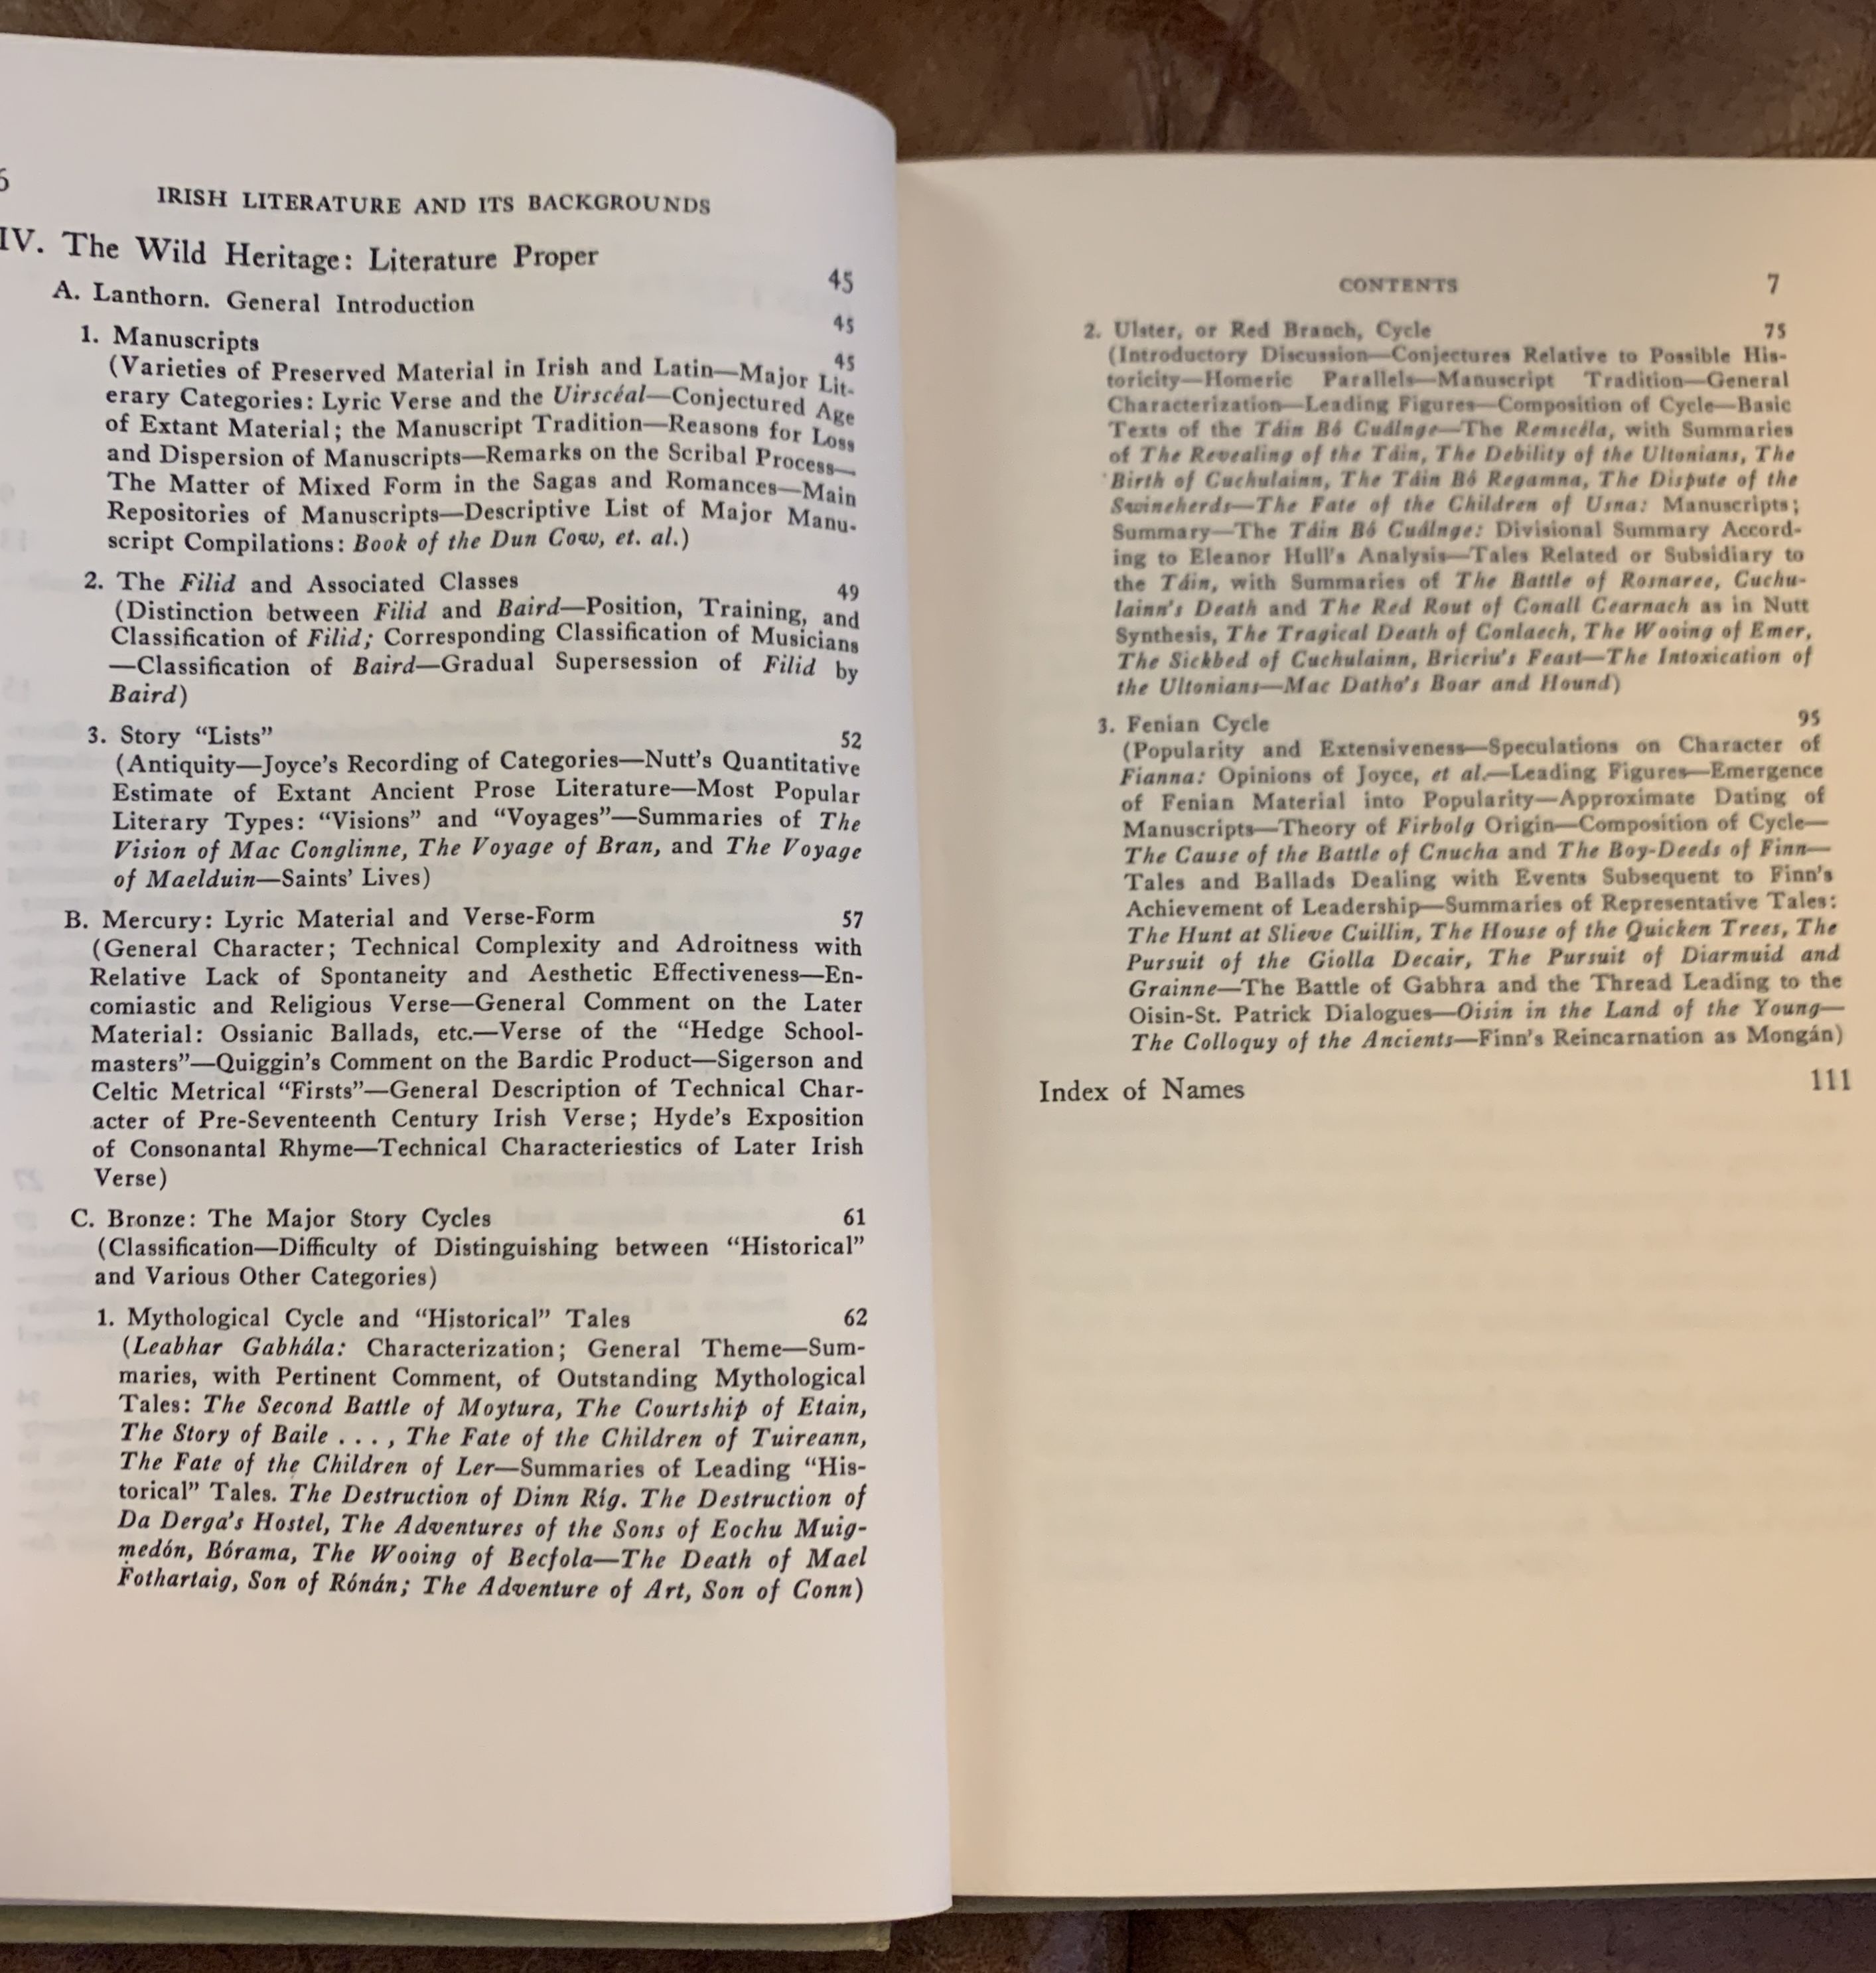 6
IRISH LITERATURE AND ITS BACKGROUNDS
IV. The Wild Heritage: Literature Proper 45
A. Lanthorn. General Introduction 45
1. Manuscripts 45
(Varieties of Preserved Material in Irish and Latin—Major Lit-
erary Categories: Lyric Verse and the Uirscéal—Conjectured Age
of Extant Material; the Manuscript Tradition—Reasons for Loss
and Dispersion of Manuscripts—Remarks on the Scribal Process—
The Matter of Mixed Form in the Sagas and Romances—Main
Repositories of Manuscripts—Descriptive List of Major Manu-
script Compilations: Book of the Dun Cow, et. al.)
2. The Filid and Associated Classes 49
(Distinction between Filid and Baird—Position, Training, and
Classification of Filid; Corresponding Classification of Musicians
—Classification of Baird—Gradual Supersession of Filid by
Baird)
3. Story “Lists” 52
(Antiquity—Joyce’s Recording of Categories—Nutt’s Quantitative
Estimate of Extant Ancient Prose Literature—Most Popular
Literary Types: “Visions” and “Voyages”—Summaries of The
Vision of Mac Conglinne, The Voyage of Bran, and The Voyage
of Maelduin—Saints’ Lives)
B. Mercury: Lyric Material and Verse-Form 57
(General Character; Technical Complexity and Adroitness with
Relative Lack of Spontaneity and Aesthetic Effectiveness—En-
comiastic and Religious Verse—General Comment on the Later
Material: Ossianic Ballads, etc.—Verse of the “Hedge School-
masters”—Quiggin’s Comment on the Bardic Product—Sigerson and
Celtic Metrical “Firsts”—General Description of Technical Char-
acter of Pre-Seventeenth Century Irish Verse; Hyde’s Exposition
of Consonantal Rhyme—Technical Characteriestics of Later Irish
Verse)
C. Bronze: The Major Story Cycles 61
(Classification—Difficulty of Distinguishing between “Historical”
and Various Other Categories)
1. Mythological Cycle and “Historical” Tales 62
(Leabhar Gabhála: Characterization; General Theme—Sum-
maries, with Pertinent Comment, of Outstanding Mythological
Tales: The Second Battle of Moytura, The Courtship of Etain,
The Story of Baile . . . , The Fate of the Children of Tuireann,
The Fate of the Children of Ler—Summaries of Leading “His-
torical” Tales. The Destruction of Dinn Ríg. The Destruction of
Da Derga’s Hostel, The Adventures of the Sons of Eochu Muig-
medón, Bórama, The Wooing of Becfola—The Death of Mael
Fothartaig, Son of Rónán; The Adventure of Art, Son of Conn)
CONTENTS 7
2. Ulster, or Red Branch, Cycle 75
(Introductory Discussion—Conjectures Relative to Possible His-
toricity—Homeric Parallels—Manuscript Tradition—General
Characterization—Leading Figures—Composition of Cycle—Basic
Texts of the Táin Bó Cuálnge—The Remscéla, with Summaries
of The Revealing of the Táin, The Debility of the Ultonians, The
Birth of Cuchulainn, The Táin Bó Regamna, The Dispute of the
Swineherds—The Fate of the Children of Usna: Manuscripts;
Summary—The Táin Bó Cuálnge: Divisional Summary Accord-
ing to Eleanor Hull’s Analysis—Tales Related or Subsidiary to
the Táin, with Summaries of The Battle of Rosnaree, Cuchu-
lainn’s Death and The Red Rout of Conall Cearnach as in Nutt
Synthesis, The Tragical Death of Conlaech, The Wooing of Emer,
The Sickbed of Cuchulainn, Bricriu’s Feast—The Intoxication of
the Ultonians—Mac Datho’s Boar and Hound)
3. Fenian Cycle 95
(Popularity and Extensiveness—Speculations on Character of
Fianna: Opinions of Joyce, et al.—Leading Figures—Emergence
of Fenian Material into Popularity—Approximate Dating of
Manuscripts—Theory of Firbolg Origin—Composition of Cycle—
The Cause of the Battle of Cnucha and The Boy-Deeds of Finn—
Tales and Ballads Dealing with Events Subsequent to Finn’s
Achievement of Leadership—Summaries of Representative Tales:
The Hunt at Slieve Cuillin, The House of the Quicken Trees, The
Pursuit of the Giolla Decair, The Pursuit of Diarmuid and
Grainne—The Battle of Gabhra and the Thread Leading to the
Oisin-St. Patrick Dialogues—Oisin in the Land of the Young—
The Colloquy of the Ancients—Finn’s Reincarnation as Mongán)
Index of Names 111